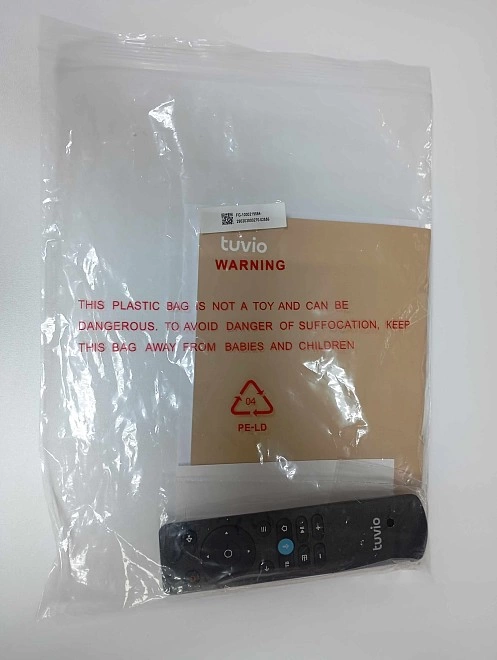 tuvio
WARNING
THIS PLASTIC BAG IS NOT A TOY AND CAN BE
DANGEROUS. TO AVOID DANGER OF SUFFOCATION, KEEP
THIS BAG AWAY FROM BABIES AND CHILDREN
04
PE-LD
tuvio